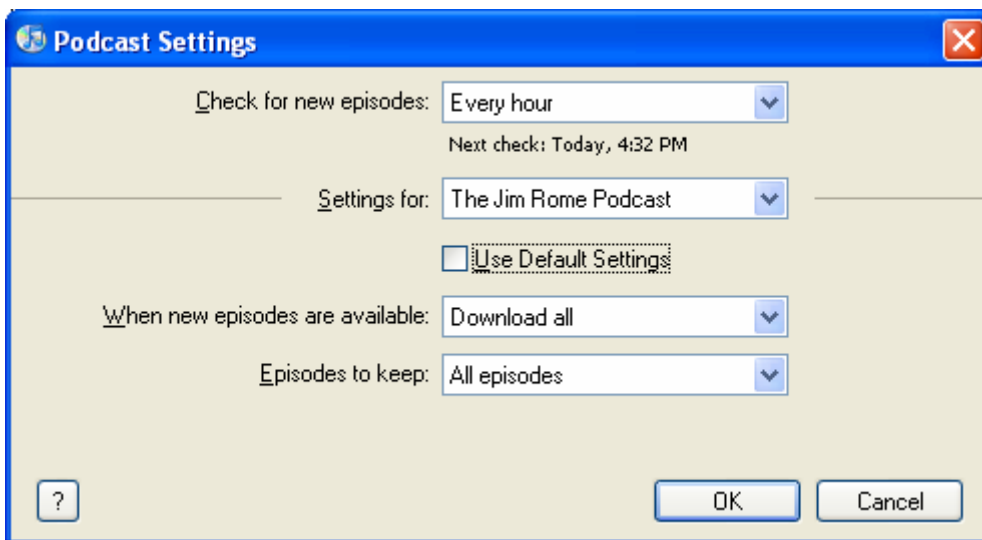 Podcast Settings
Check for new episodes: Every hour
Next check: Today, 4:32 PM
Settings for: The Jim Rome Podcast
Use Default Settings
When new episodes are available: Download all
Episodes to keep: All episodes
? OK Cancel